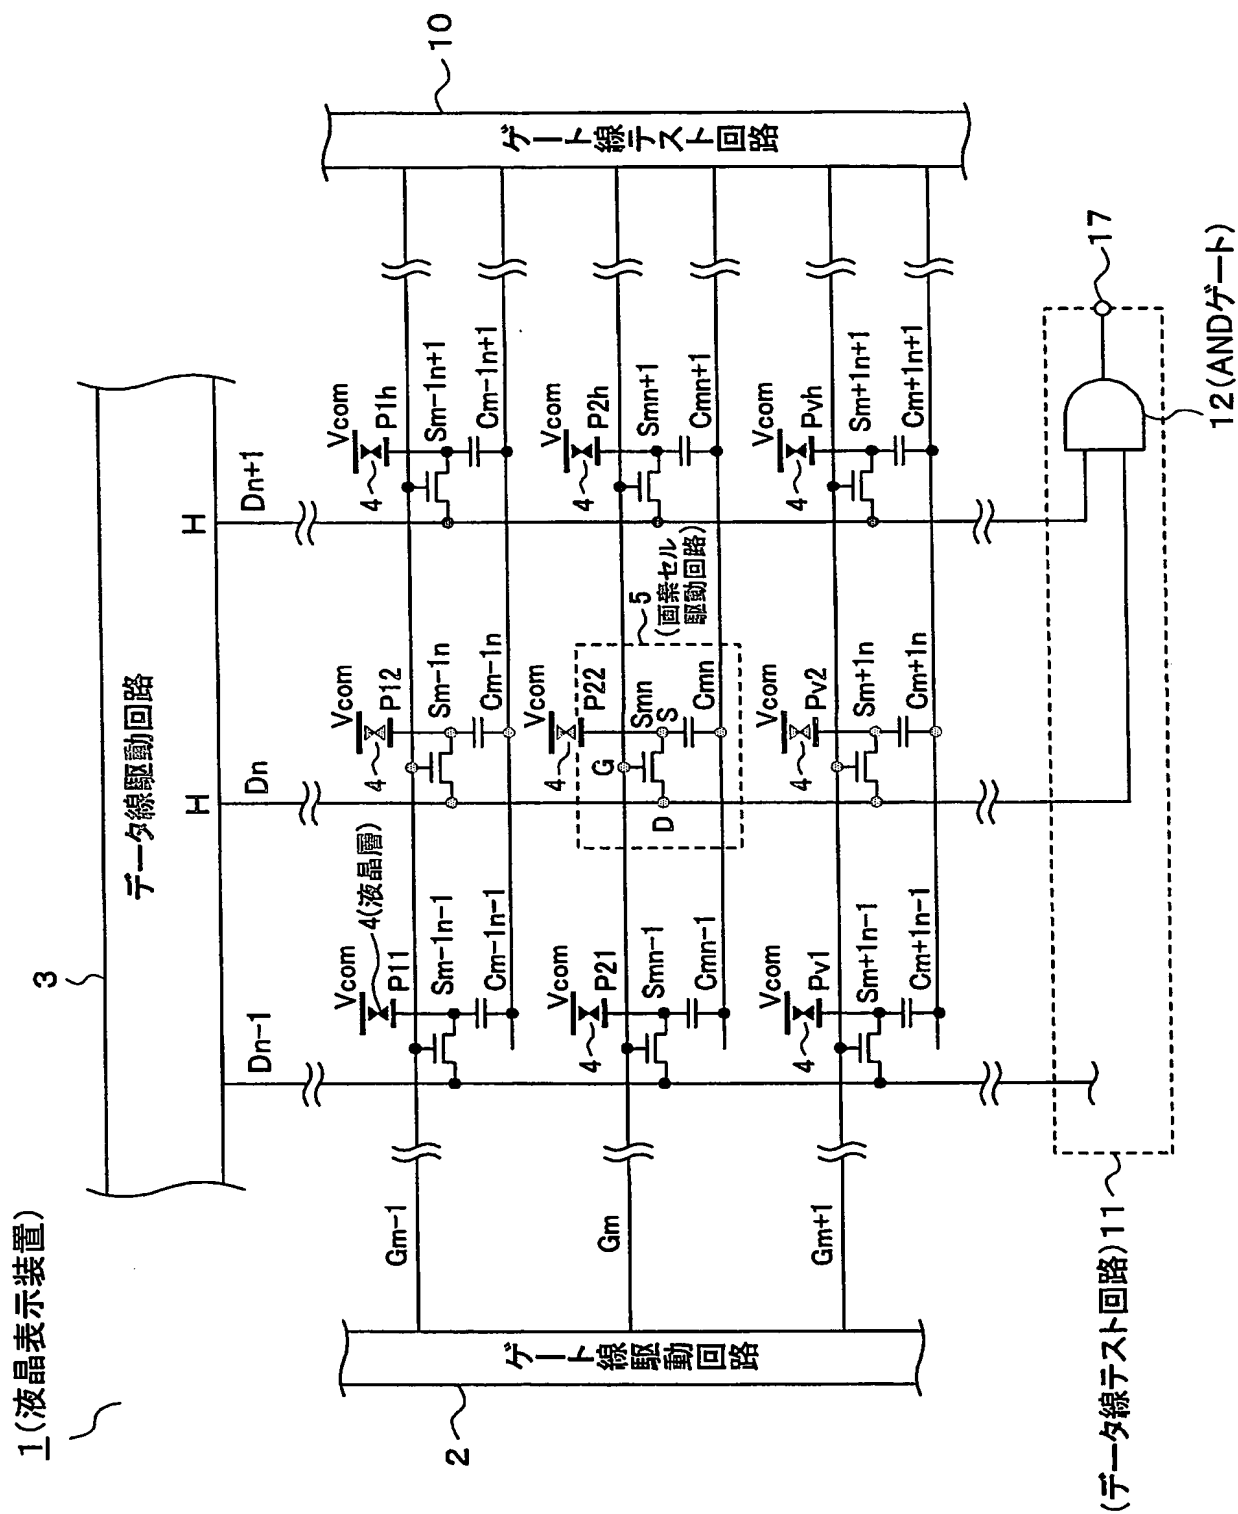 1(液晶表示装置)
3
データ線駆動回路
H
H
Dn-1
Dn
Dn+1
2
ゲート線駆動回路
10
ゲート線テスト回路
Gm-1
Vcom
4(液晶層)
P11
Sm-1n-1
Cm-1n-1
Vcom
4
P12
Sm-1n
Cm-1n
Vcom
4
P1h
Sm-1n+1
Cm-1n+1
Gm
Vcom
4
P21
Smn-1
Cmn-1
Vcom
4
P22
G
Smn
S
D
Cmn
5
(画素セル
駆動回路)
Vcom
4
P2h
Smn+1
Cmn+1
Gm+1
Vcom
4
Pv1
Sm+1n-1
Cm+1n-1
Vcom
4
Pv2
Sm+1n
Cm+1n
Vcom
4
Pvh
Sm+1n+1
Cm+1n+1
(データ線テスト回路)11
17
12(ANDゲート)